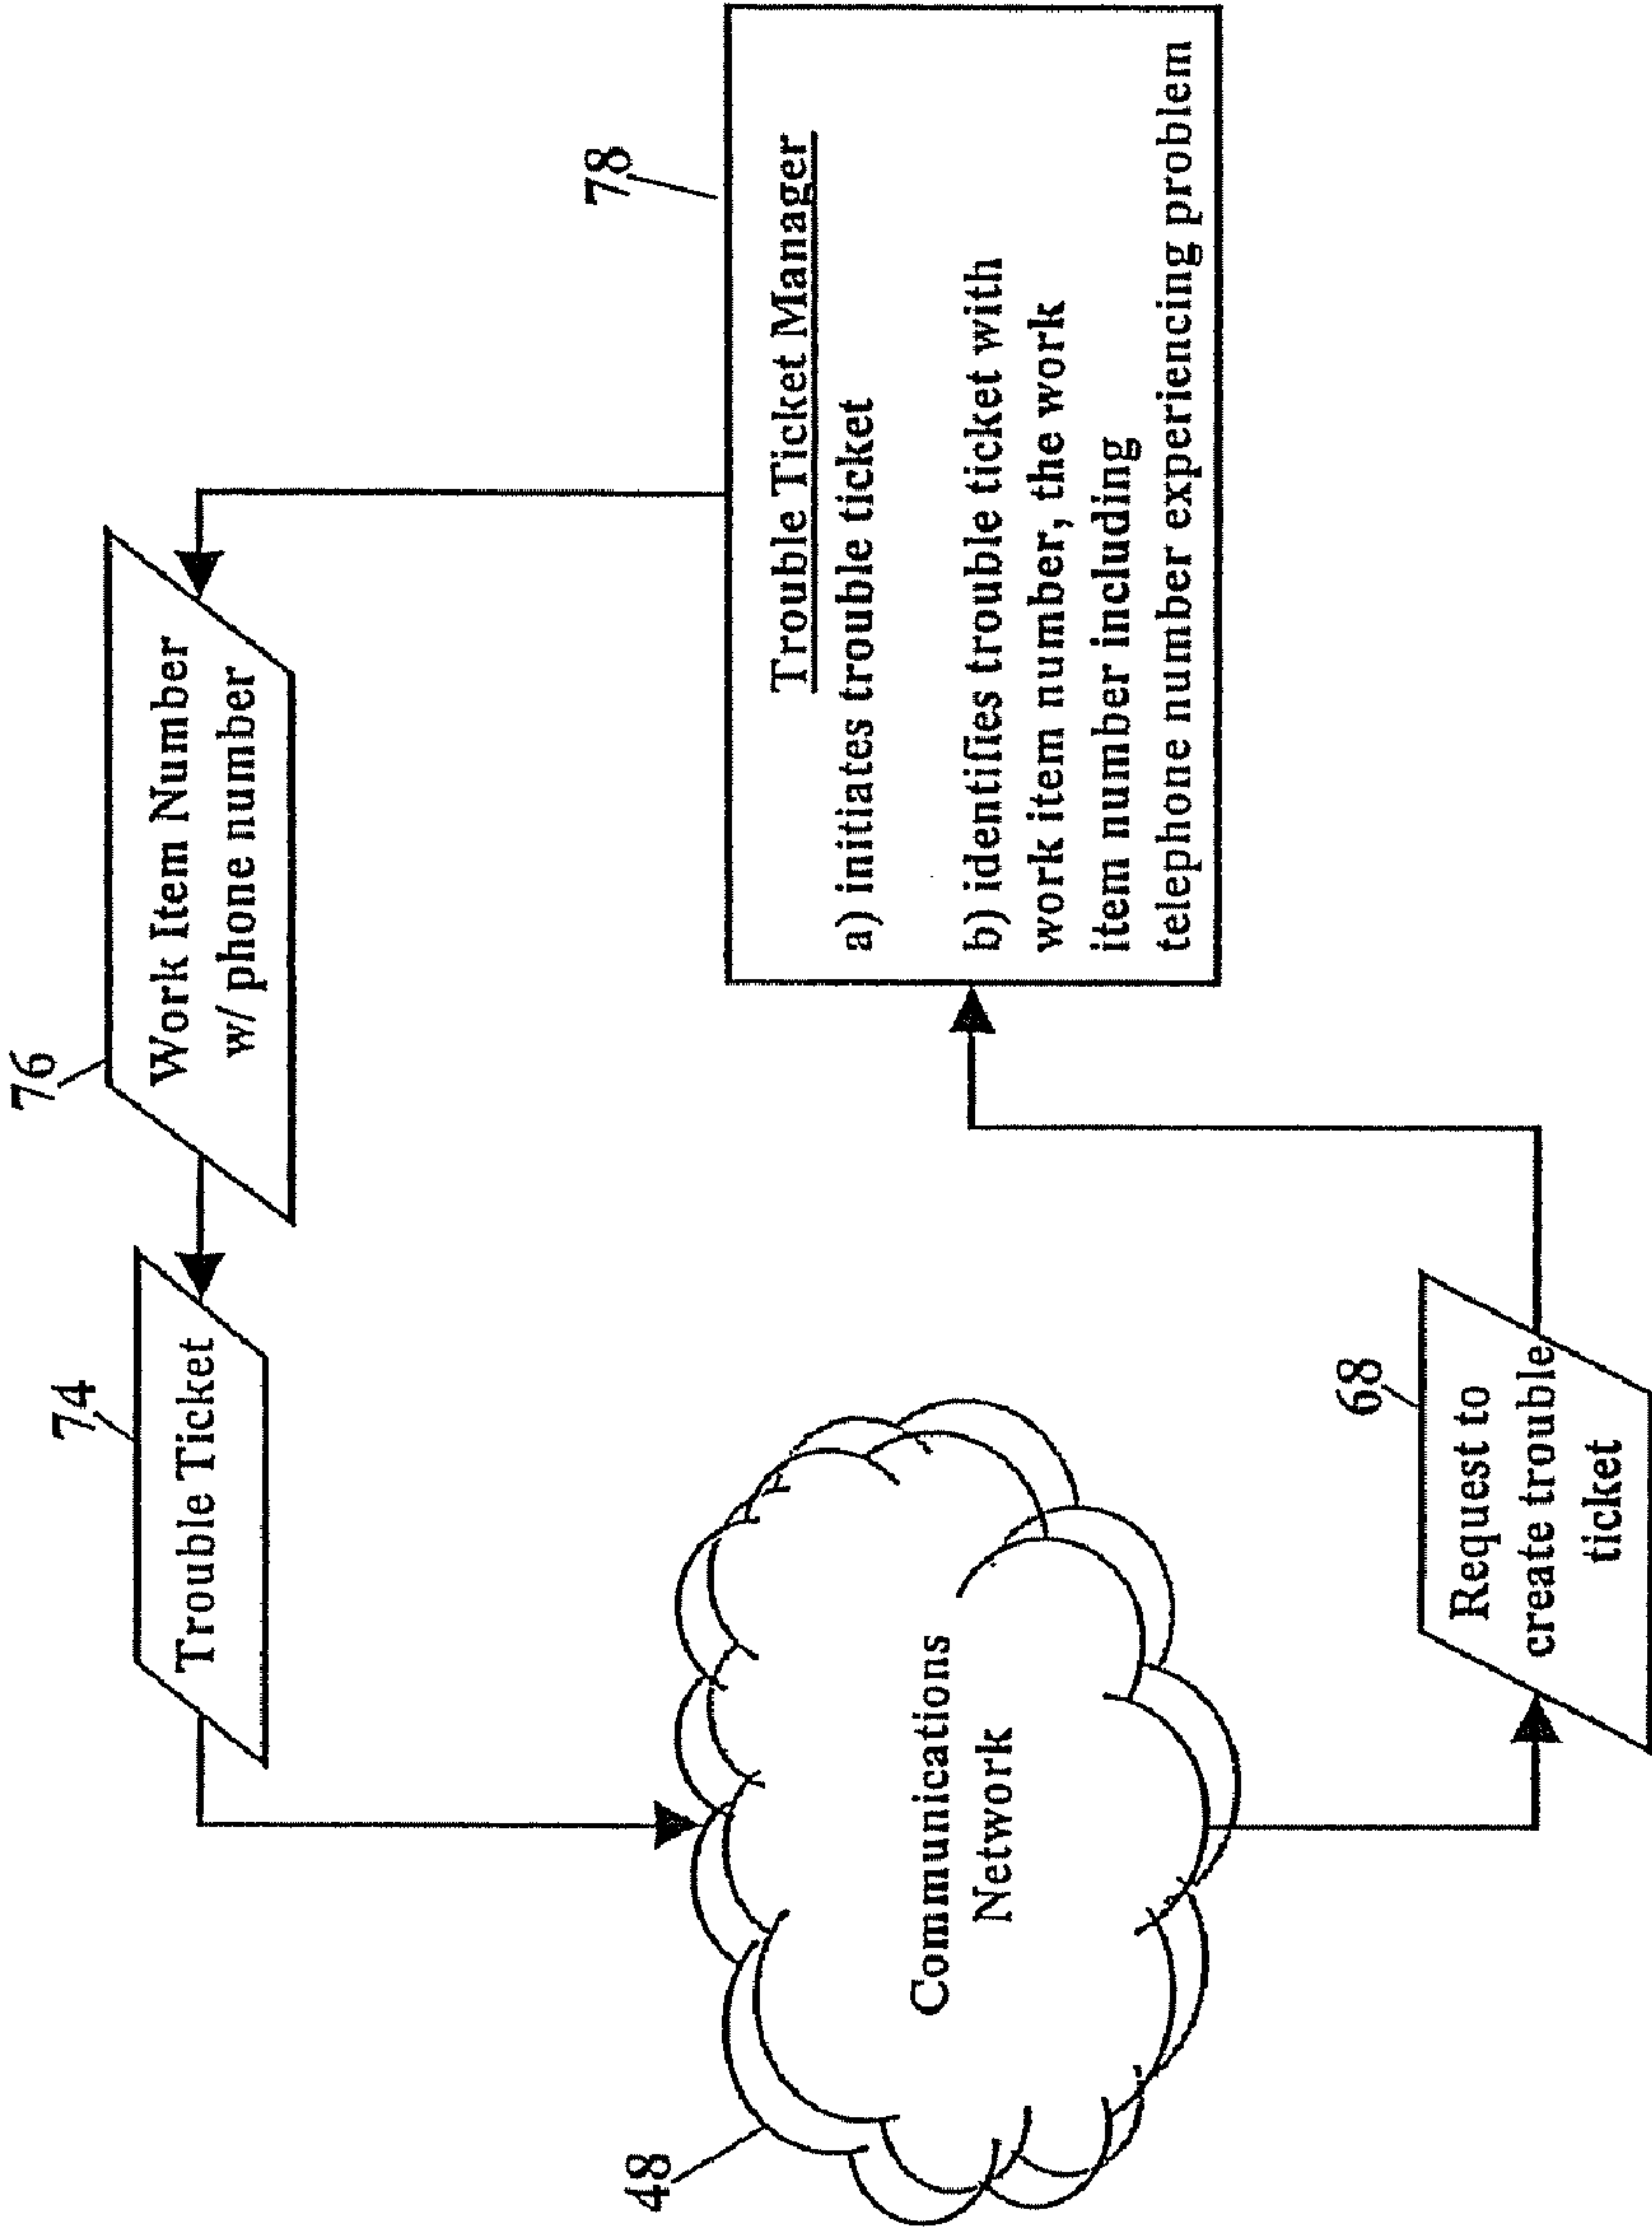 76
Work Item Number
w/ phone number
74
Trouble Ticket
78
Trouble Ticket Manager
a) initiates trouble ticket
b) identifies trouble ticket with
work item number, the work
item number including
telephone number experiencing problem
48
Communications
Network
68
Request to
create trouble
ticket